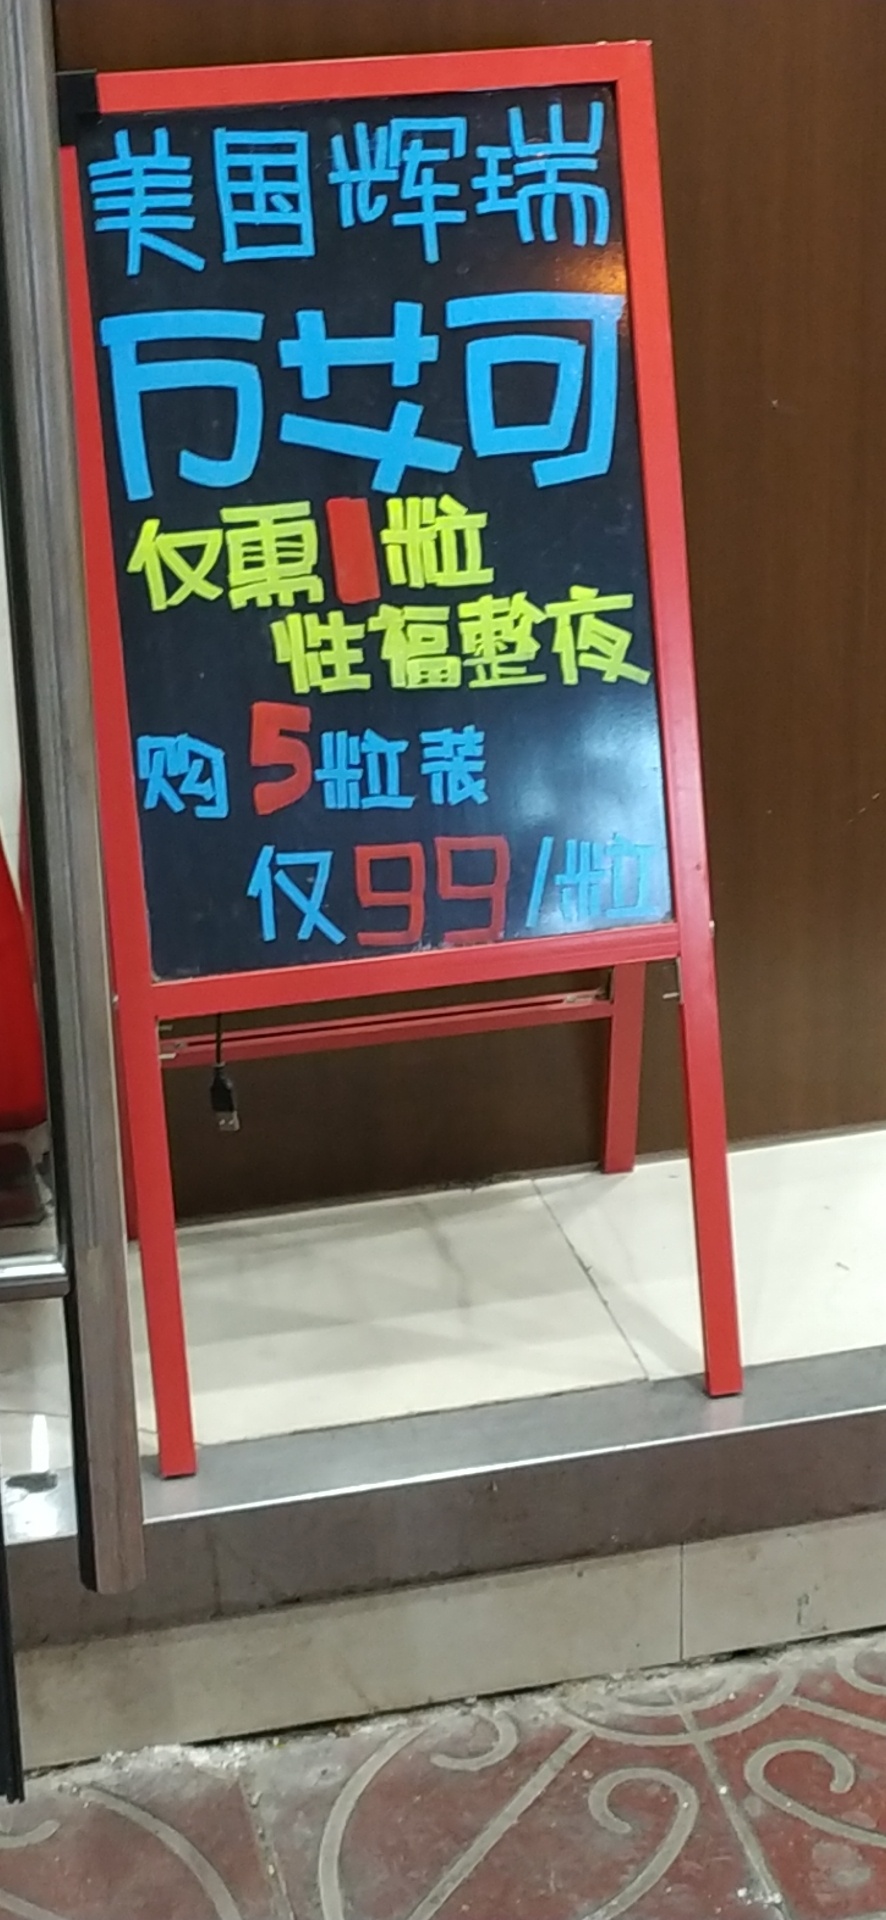 美国辉瑞
万艾可
仅需1粒
性福整夜
购5粒装
仅99/粒